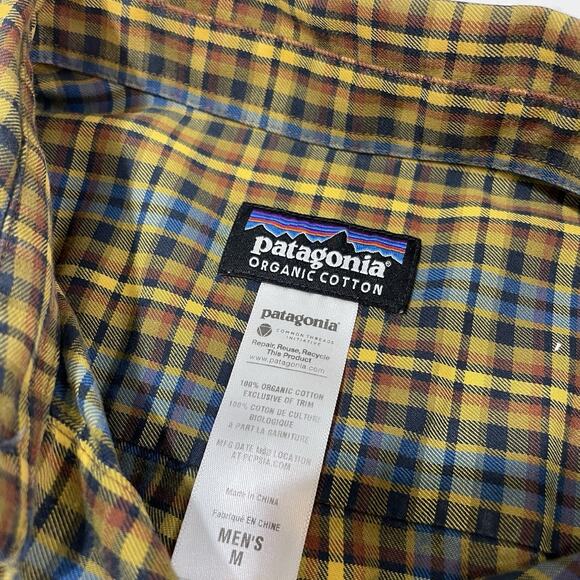 patagonia®
ORGANIC COTTON
patagonia®
COMMON THREADS
INITIATIVE
Repair, Reuse, Recycle
This Product
www.patagonia.com
100% ORGANIC COTTON
EXCLUSIVE OF TRIM
100% COTON DE CULTURE
BIOLOGIQUE
A PART LA GARNITURE
MFG DATE AND LOCATION
AT PCPSIA.COM
Made in CHINA
Fabriqué EN CHINE
MEN'S
M